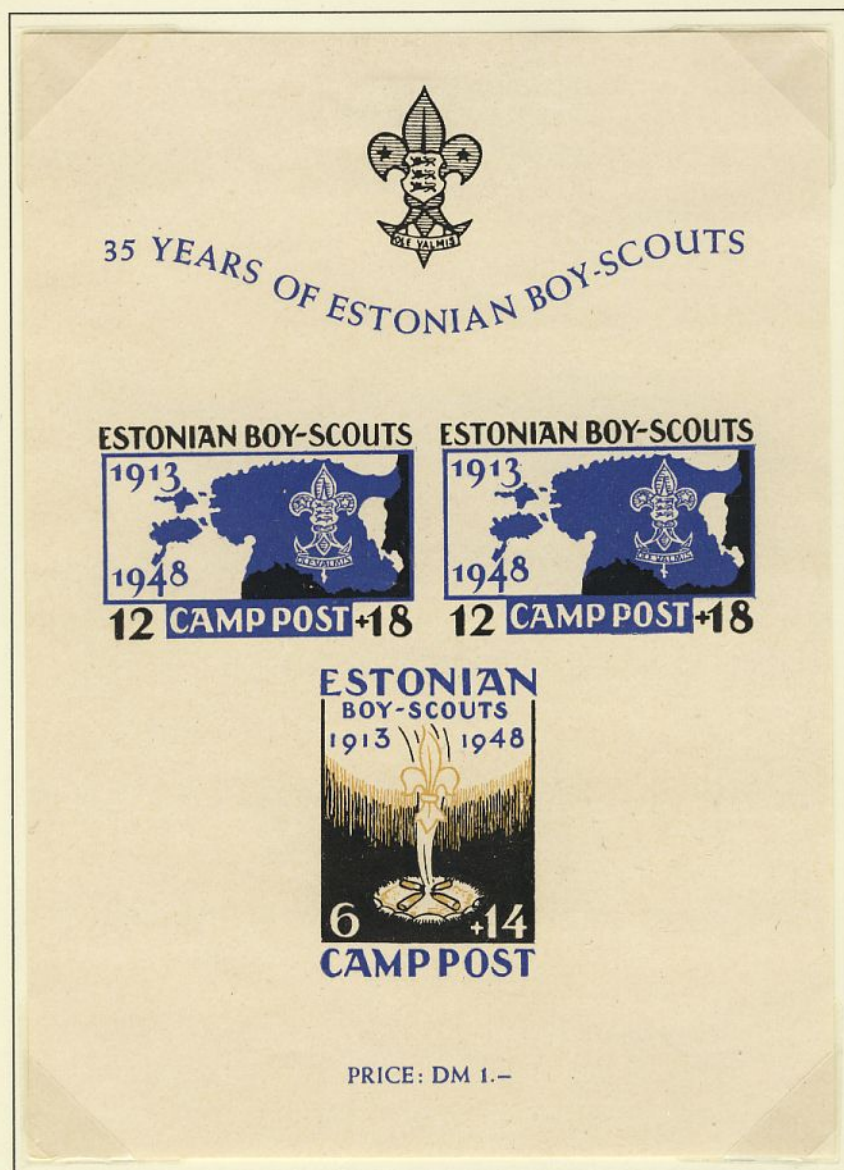 OLE VALMIS
35 YEARS OF ESTONIAN BOY-SCOUTS
ESTONIAN BOY-SCOUTS
1913
OLE VALMIS
1948
12 CAMP POST +18
ESTONIAN BOY-SCOUTS
1913
OLE VALMIS
1948
12 CAMP POST +18
ESTONIAN
BOY-SCOUTS
1913 1948
6 +14
CAMP POST
PRICE: DM 1.–